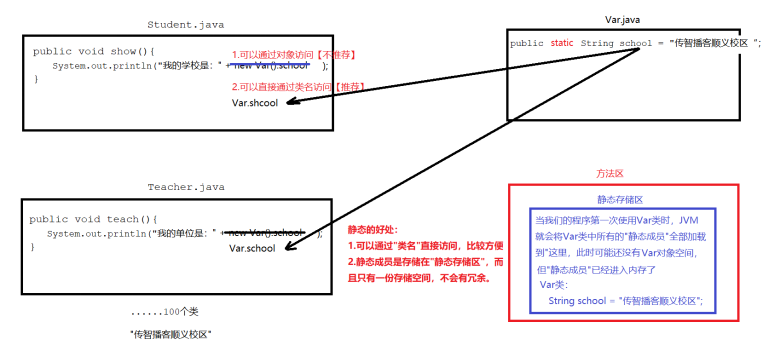 Student.java
public void show(){
System.out.println("我的学校是：" + new Var().school );
}
1.可以通过对象访问【不推荐】
2.可以直接通过类名访问【推荐】
Var.shcool
Var.java
public static String school = "传智播客顺义校区 ";
Teacher.java
public void teach(){
System.out.println("我的单位是：" + new Var().school );
}
Var.school
......100个类
"传智播客顺义校区"
静态的好处：
1.可以通过"类名"直接访问，比较方便
2.静态成员是存储在"静态存储区"，而
且只有一份存储空间，不会有冗余。
方法区
静态存储区
当我们的程序第一次使用Var类时，JVM
就会将Var类中所有的"静态成员"全部加载
到"这里，此时可能还没有Var对象空间，
但"静态成员"已经进入内存了
Var类：
String school = "传智播客顺义校区";